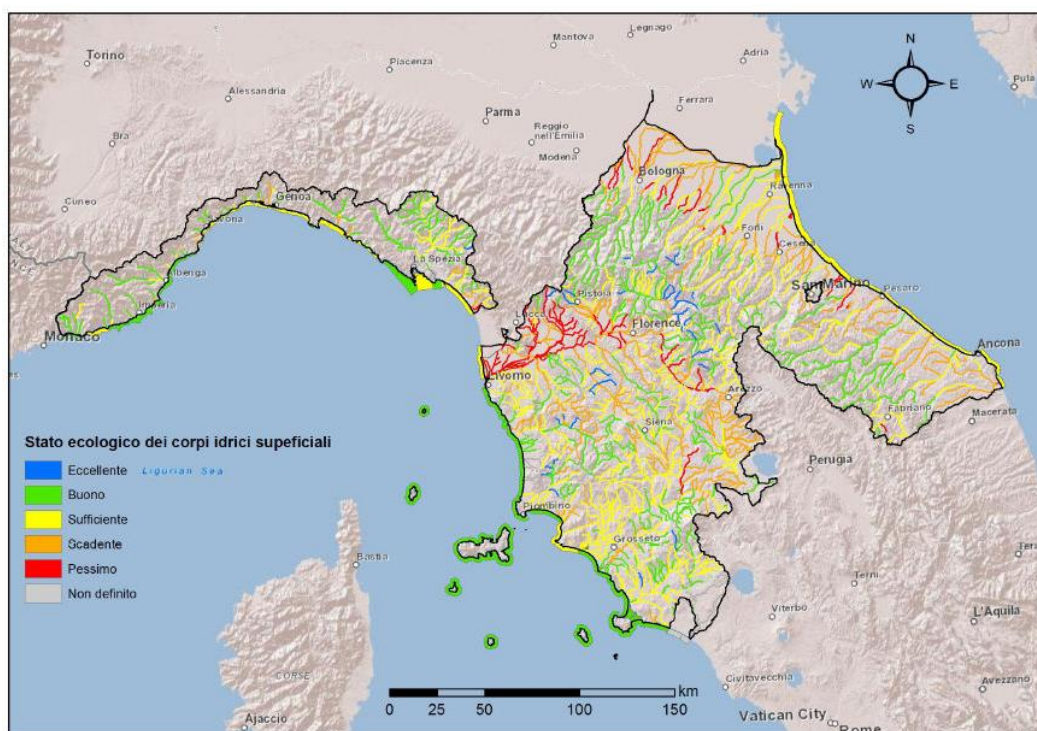 Legnago
Mantova
Torino
Adria
Piacenza
Alessandria
Ferrara
Parma
Reggio
nell'Emilia
Bra
Modena
Bologna
Cuneo
Genoa
Ravenna
Forlì
Cesena
La Spezia
Albenga
San Marino
Pesaro
Imperia
Pistoia
Lucca
Florence
Monaco
Ancona
Livorno
Arezzo
Fabriano
Macerata
Siena
Stato ecologico dei corpi idrici supeficiali
Eccellente
Ligurian Sea
Buono
Sufficiente
Scadente
Pessimo
Non definito
Perugia
Piombino
Grosseto
Bastia
Terni
Viterbo
L'Aquila
CORSE
Civitavecchia
Avezzano
Ajaccio
Vatican City
Rome
N
W
E
S
km
0 25 50 100 150